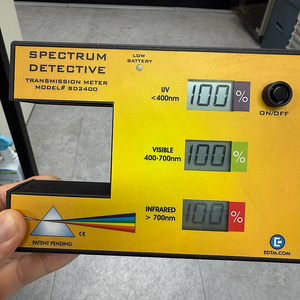 SPECTRUM
DETECTIVE
TRANSMISSION METER
MODEL# SD2400
LOW
BATTERY
UV
<400nm
100 %
ON/OFF
VISIBLE
400-700nm
100 %
INFRARED
> 700nm
100 %
PATENT PENDING
CE
EDTM.COM